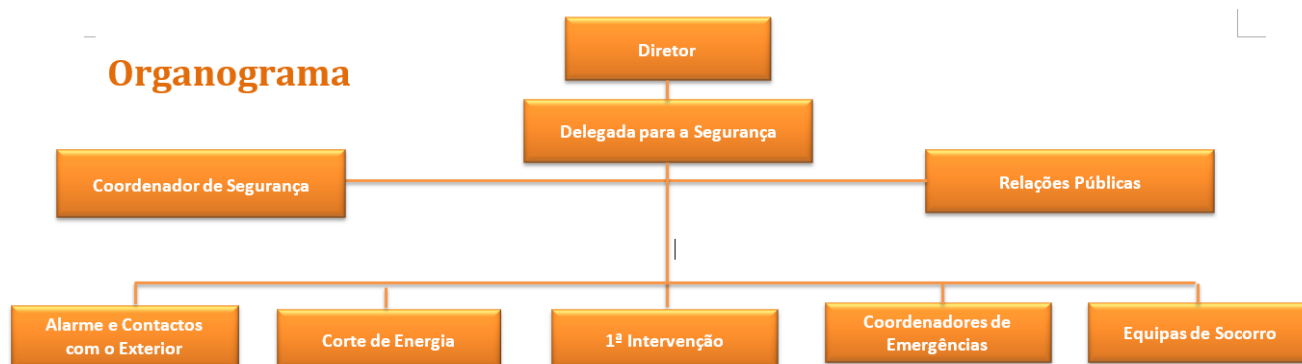 Organograma
Diretor
Delegada para a Segurança
Coordenador de Segurança
Relações Públicas
Alarme e Contactos
com o Exterior
Corte de Energia
1ª Intervenção
Coordenadores de
Emergências
Equipas de Socorro